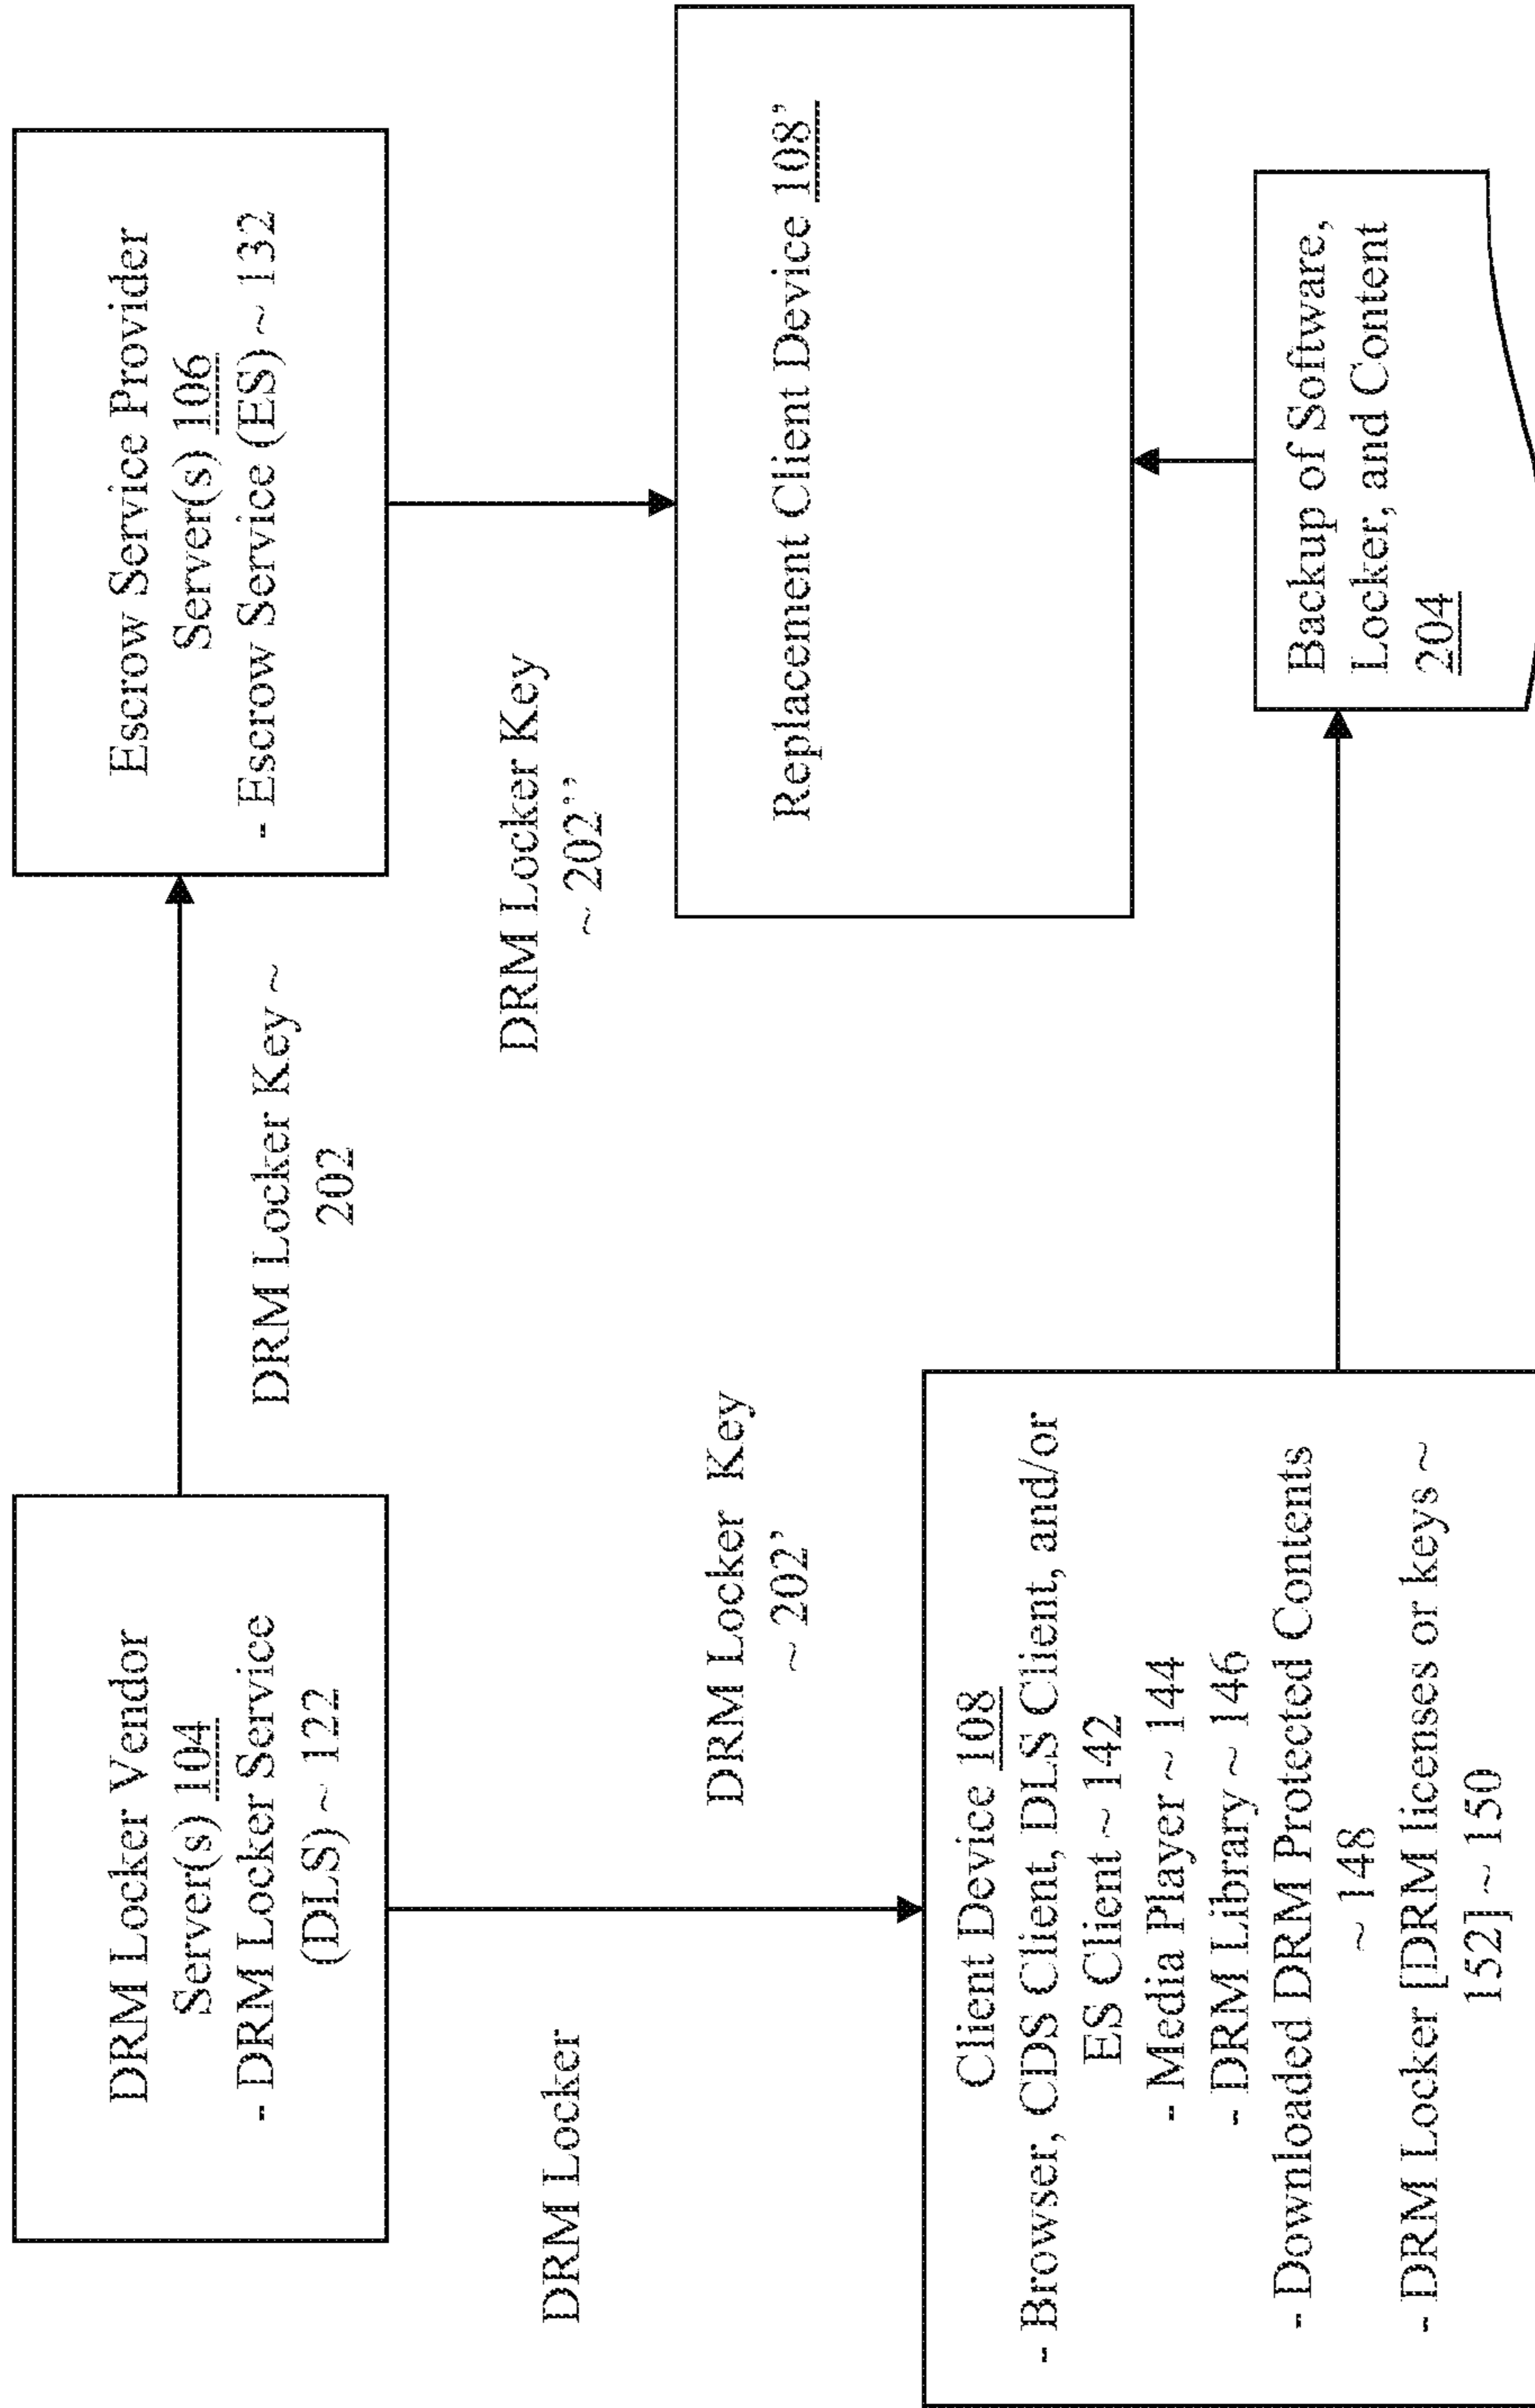 DRM Locker Vendor
Server(s) 104
- DRM Locker Service
(DLS) ~ 122
DRM Locker Key ~
202
Escrow Service Provider
Server(s) 106
- Escrow Service (ES) ~ 132
DRM Locker
DRM Locker Key
~ 202’
DRM Locker Key
~ 202’’
Client Device 108
- Browser, CDS Client, DLS Client, and/or
ES Client ~ 142
- Media Player ~ 144
- DRM Library ~ 146
- Downloaded DRM Protected Contents
~ 148
- DRM Locker [DRM licenses or keys ~
152] ~ 150
Replacement Client Device 108’
Backup of Software,
Locker, and Content
204